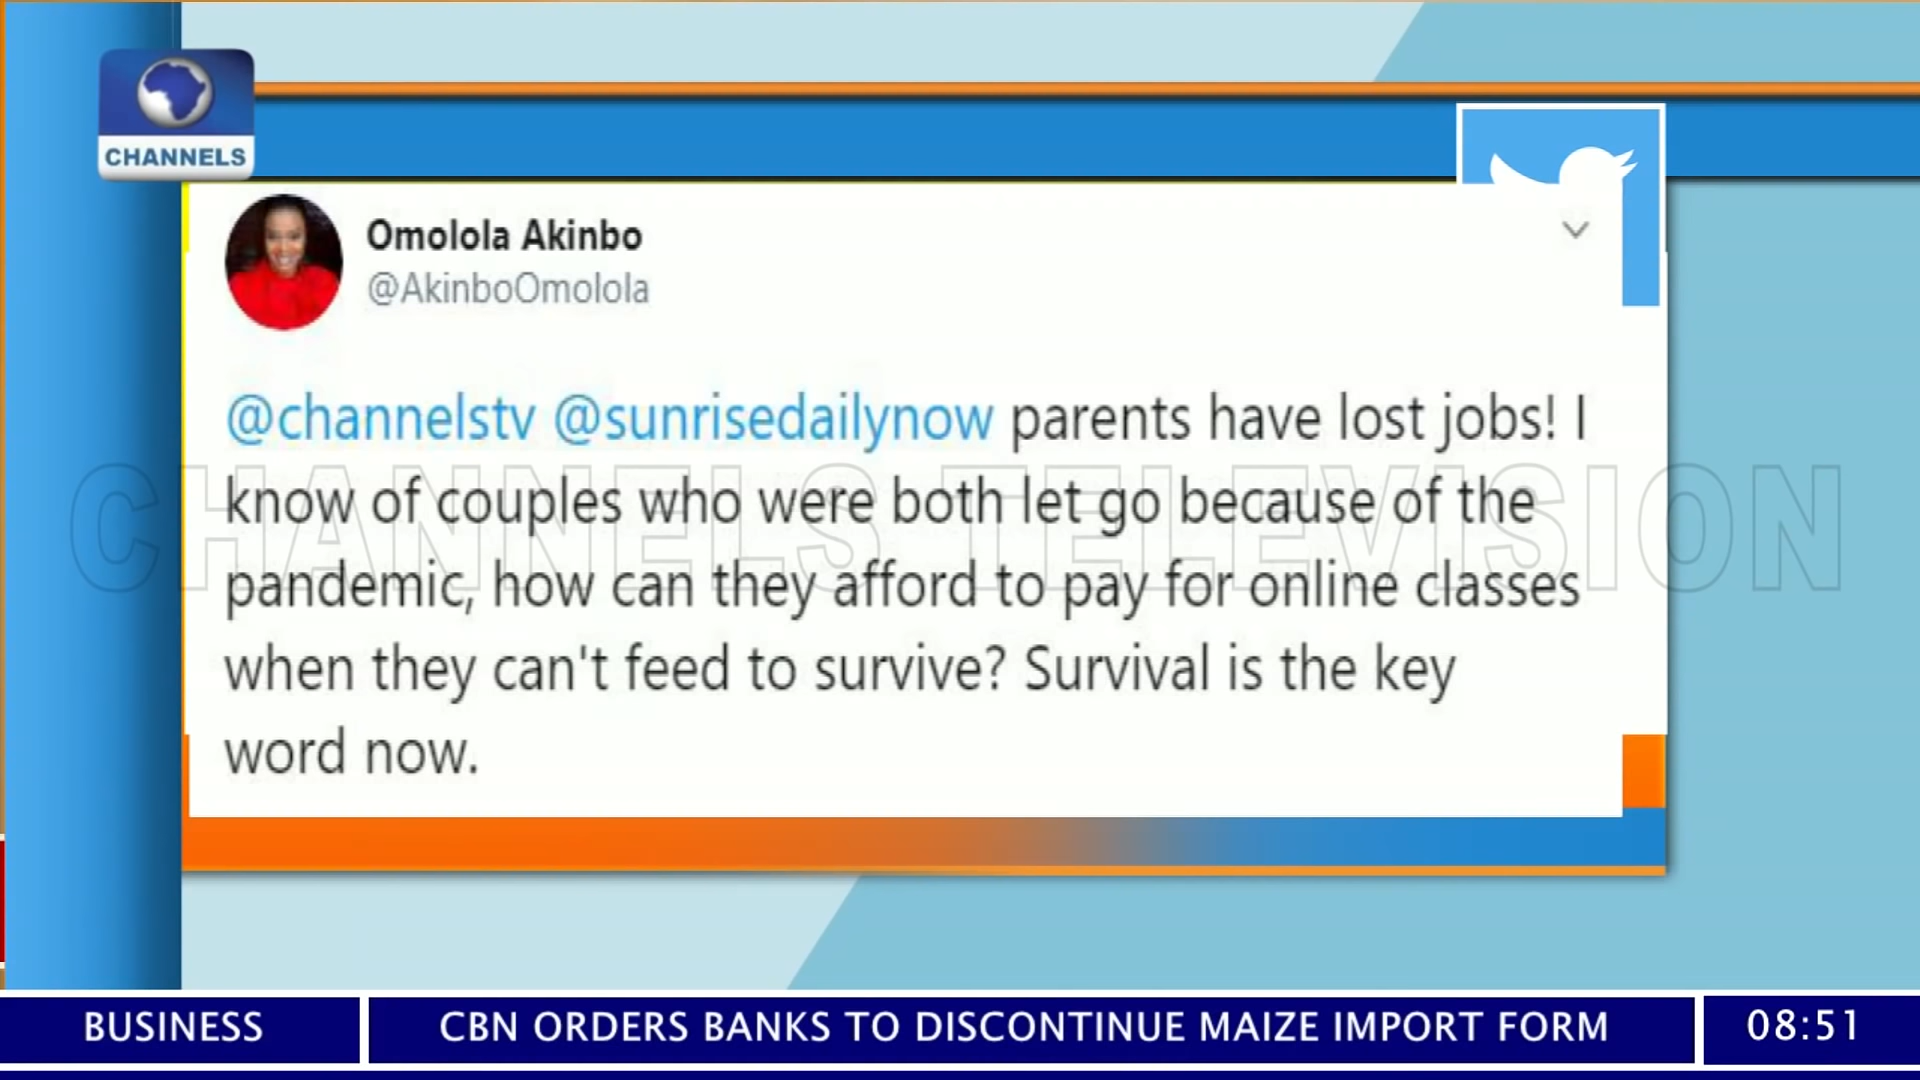 CHANNELS
Omolola Akinbo
@AkinboOmolola
@channelstv @sunrisedailynow parents have lost jobs! I
know of couples who were both let go because of the
pandemic, how can they afford to pay for online classes
when they can't feed to survive? Survival is the key
word now.
CHANNELS TELEVISION
BUSINESS
CBN ORDERS BANKS TO DISCONTINUE MAIZE IMPORT FORM
08:51